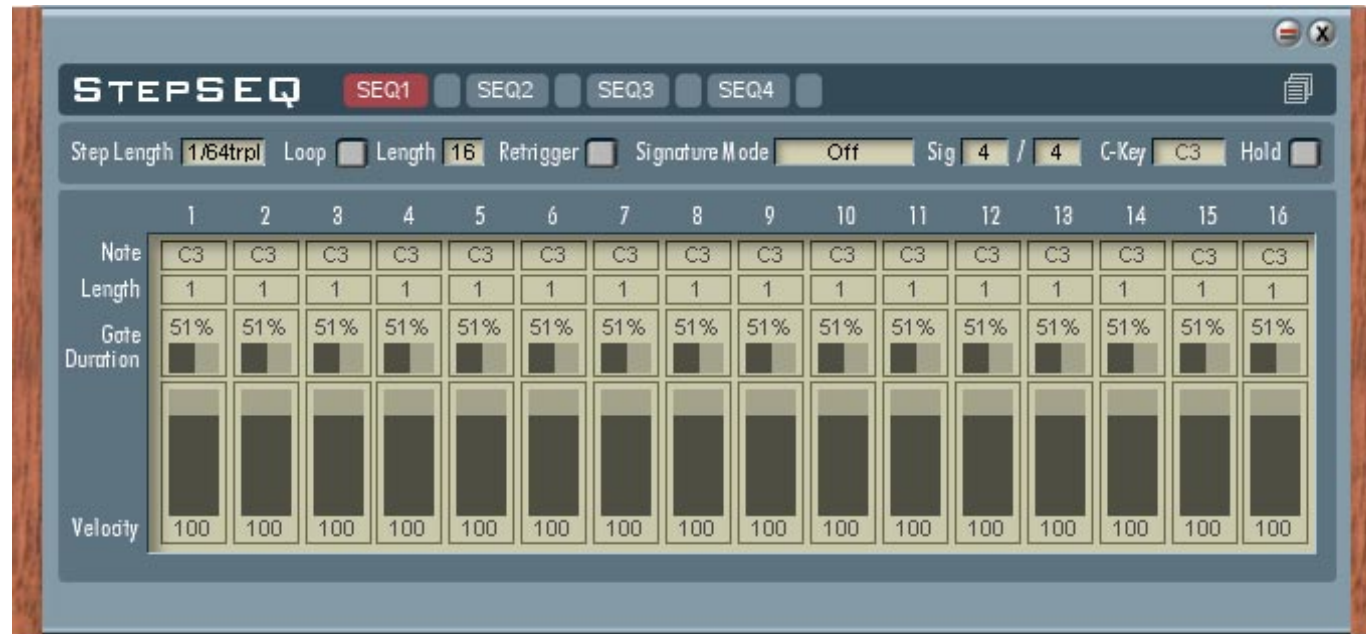 X
STEPSEQ SEQ1 SEQ2 SEQ3 SEQ4
Step Length 1/64trpl Loop Length 16 Retrigger Signature Mode Off Sig 4 / 4 C-Key C3 Hold
1 2 3 4 5 6 7 8 9 10 11 12 13 14 15 16
Note C3 C3 C3 C3 C3 C3 C3 C3 C3 C3 C3 C3 C3 C3 C3 C3
Length 1 1 1 1 1 1 1 1 1 1 1 1 1 1 1 1
Gate Duration 51% 51% 51% 51% 51% 51% 51% 51% 51% 51% 51% 51% 51% 51% 51% 51%
Velocity 100 100 100 100 100 100 100 100 100 100 100 100 100 100 100 100